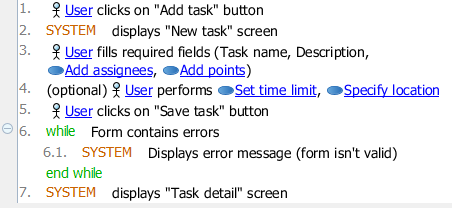 1. User clicks on "Add task" button
2. SYSTEM displays "New task" screen
3. User fills required fields (Task name, Description,
Add assignees, Add points)
4. (optional) User performs Set time limit, Specify location
5. User clicks on "Save task" button
6. while Form contains errors
6.1. SYSTEM Displays error message (form isn't valid)
end while
7. SYSTEM displays "Task detail" screen